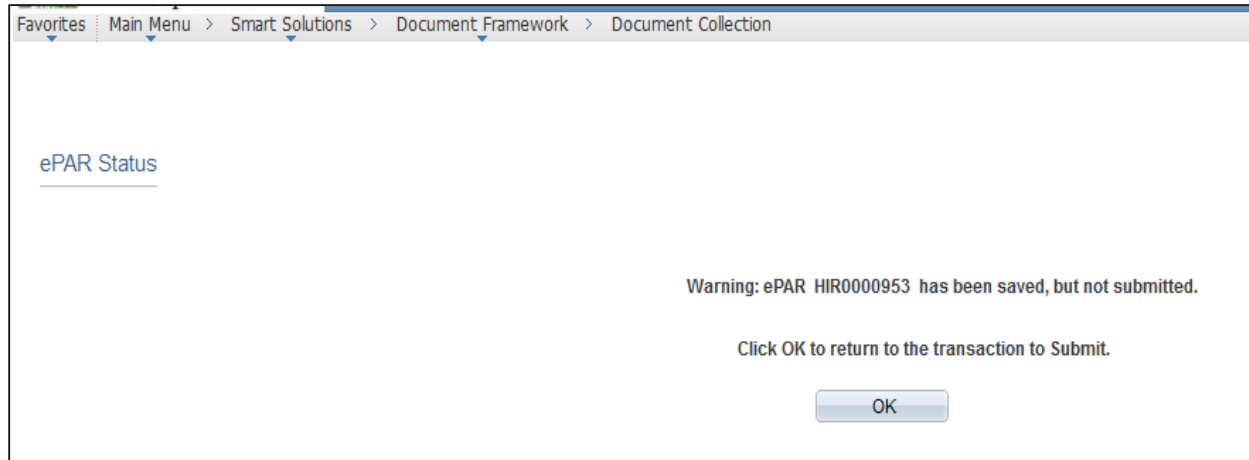 Favorites Main Menu > Smart Solutions > Document Framework > Document Collection
ePAR Status
Warning: ePAR HIR0000953 has been saved, but not submitted.
Click OK to return to the transaction to Submit.
OK